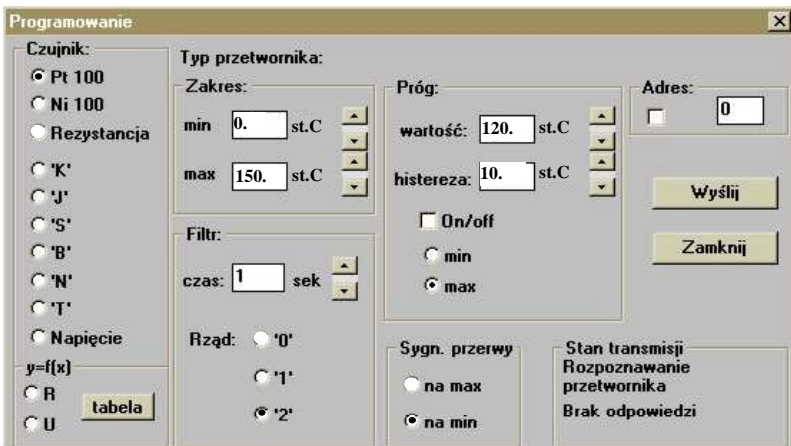 Programowanie
Czujnik:
Pt 100
Ni 100
Rezystancja
'K'
'J'
'S'
'B'
'N'
'T'
Napięcie
y=f(x)
R
U
tabela
Typ przetwornika:
Zakres:
min 0. st.C
max 150. st.C
Filtr:
czas: 1 sek
Rząd: '0'
'1'
'2'
Próg:
wartość: 120. st.C
histereza: 10. st.C
On/off
min
max
Sygn. przerwy
na max
na min
Adres:
0
Wyślij
Zamknij
Stan transmisji
Rozpoznawanie
przetwornika
Brak odpowiedzi